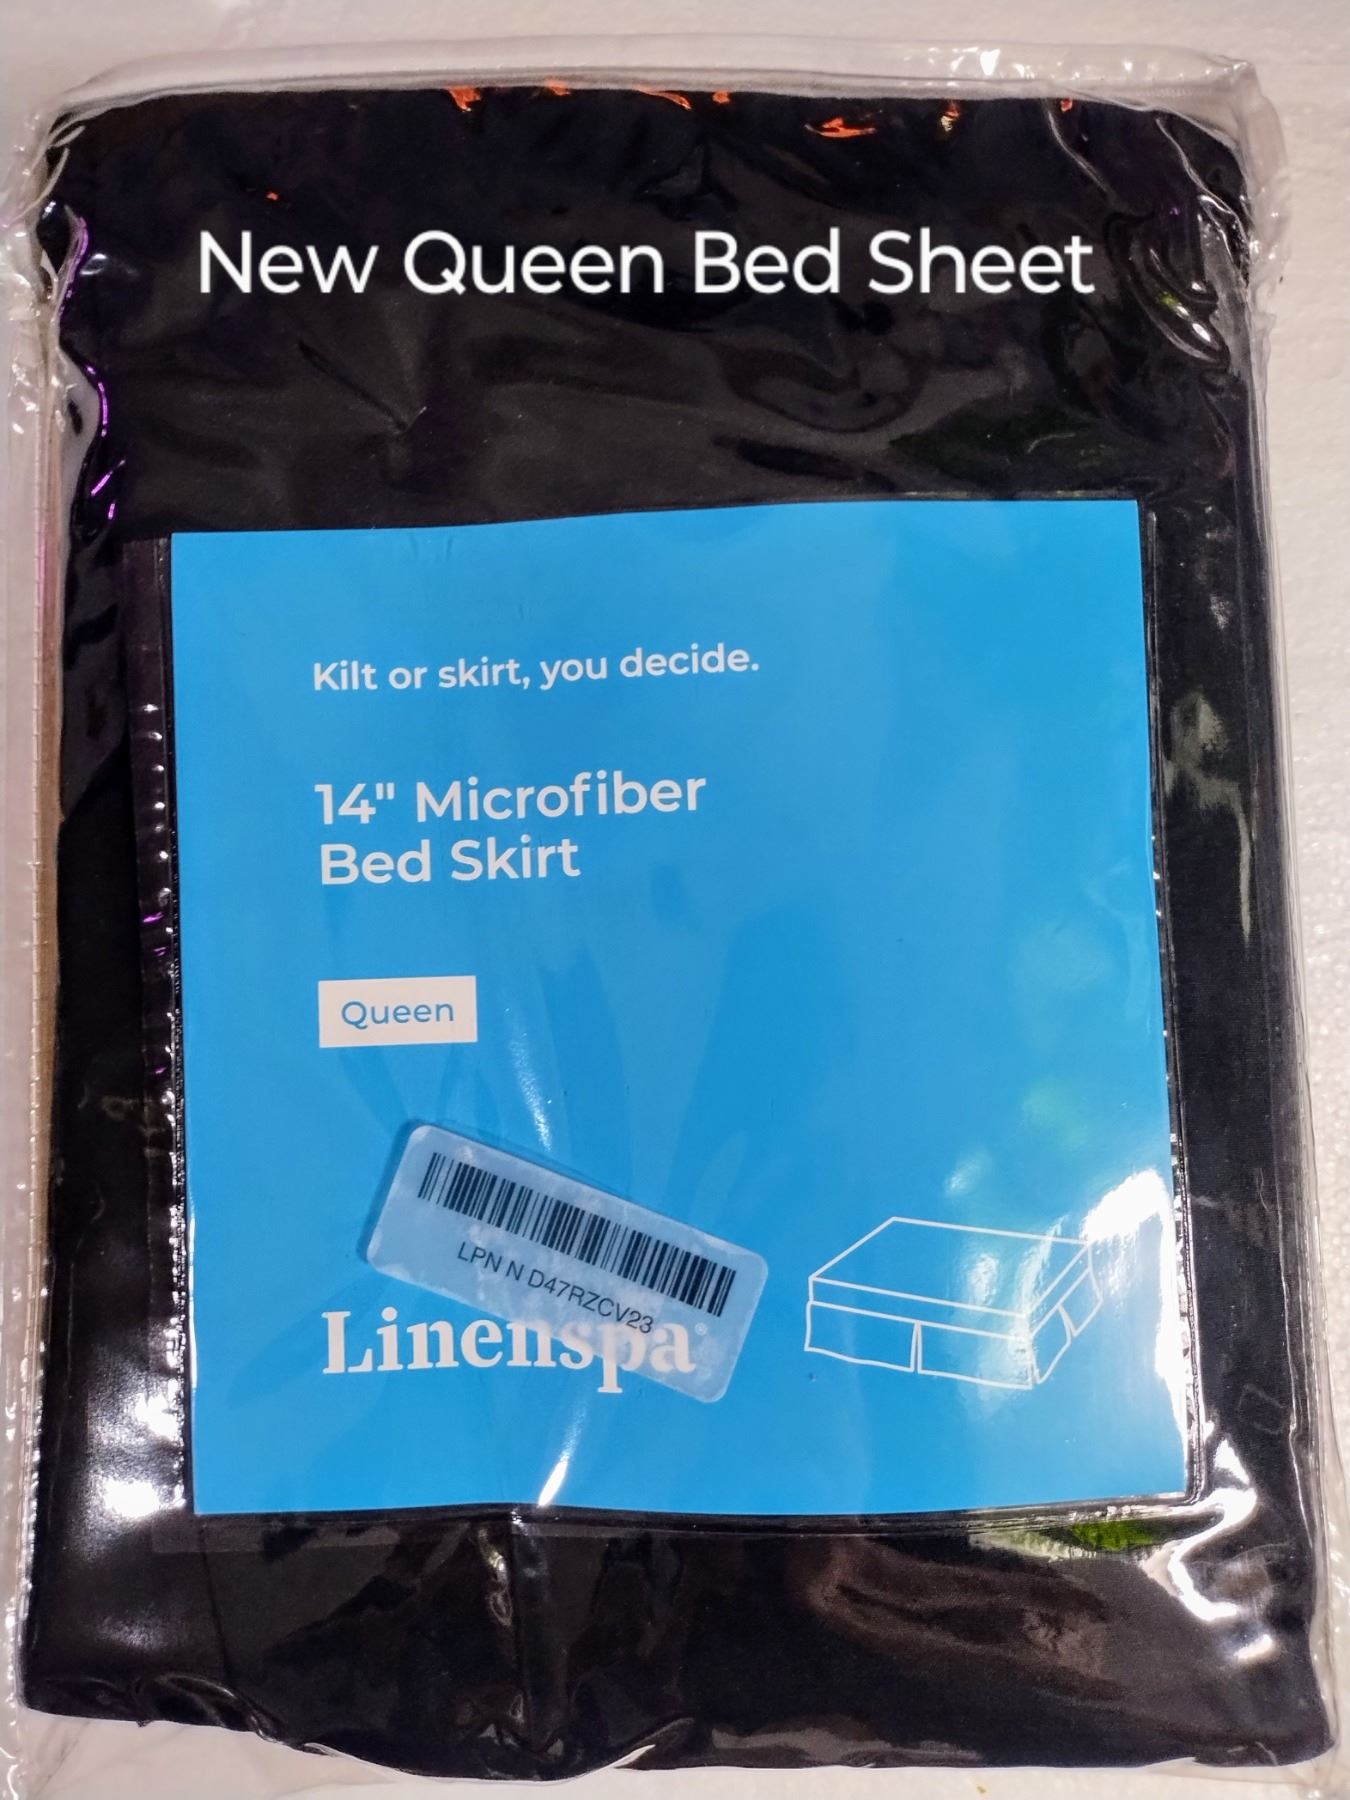 New Queen Bed Sheet
Kilt or skirt, you decide.
14" Microfiber
Bed Skirt
Queen
LPN N D47RZCV23
Linenspa®